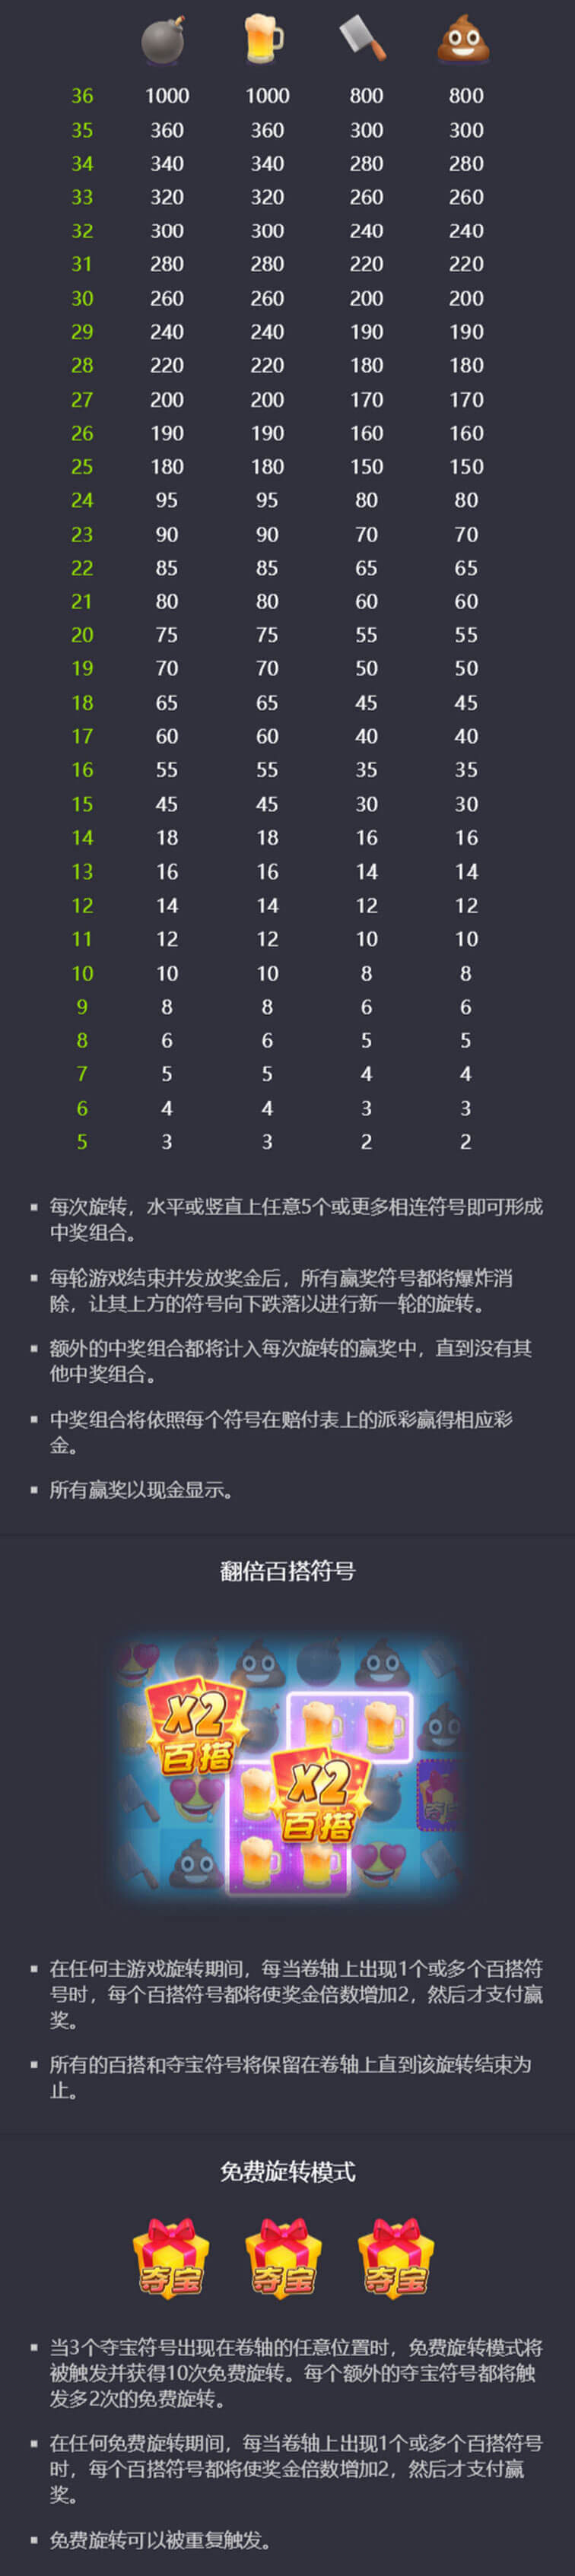 36 1000 1000 800 800
35 360 360 300 300
34 340 340 280 280
33 320 320 260 260
32 300 300 240 240
31 280 280 220 220
30 260 260 200 200
29 240 240 190 190
28 220 220 180 180
27 200 200 170 170
26 190 190 160 160
25 180 180 150 150
24 95 95 80 80
23 90 90 70 70
22 85 85 65 65
21 80 80 60 60
20 75 75 55 55
19 70 70 50 50
18 65 65 45 45
17 60 60 40 40
16 55 55 35 35
15 45 45 30 30
14 18 18 16 16
13 16 16 14 14
12 14 14 12 12
11 12 12 10 10
10 10 10 8 8
9 8 8 6 6
8 6 6 5 5
7 5 5 4 4
6 4 4 3 3
5 3 3 2 2
▪ 每次旋转，水平或竖直上任意5个或更多相连符号即可形成
中奖组合。
▪ 每轮游戏结束并发放奖金后，所有赢奖符号都将爆炸消
除，让其上方的符号向下跌落以进行新一轮的旋转。
▪ 额外的中奖组合都将计入每次旋转的赢奖中，直到没有其
他中奖组合。
▪ 中奖组合将依照每个符号在赔付表上的派彩赢得相应彩
金。
▪ 所有赢奖以现金显示。
翻倍百搭符号
X2
百搭
X2
百搭
▪ 在任何主游戏旋转期间，每当卷轴上出现1个或多个百搭符
号时，每个百搭符号都将使奖金倍数增加2，然后才支付赢
奖。
▪ 所有的百搭和夺宝符号将保留在卷轴上直到该旋转结束为
止。
免费旋转模式
夺宝 夺宝 夺宝
▪ 当3个夺宝符号出现在卷轴的任意位置时，免费旋转模式将
被触发并获得10次免费旋转。每个额外的夺宝符号都将触
发多2次的免费旋转。
▪ 在任何免费旋转期间，每当卷轴上出现1个或多个百搭符号
时，每个百搭符号都将使奖金倍数增加2，然后才支付赢
奖。
▪ 免费旋转可以被重复触发。